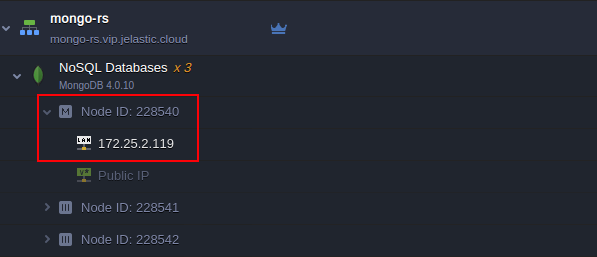 mongo-rs
mongo-rs.vip.jelastic.cloud
NoSQL Databases x 3
MongoDB 4.0.10
M Node ID: 228540
LAN 172.25.2.119
Public IP
Node ID: 228541
Node ID: 228542